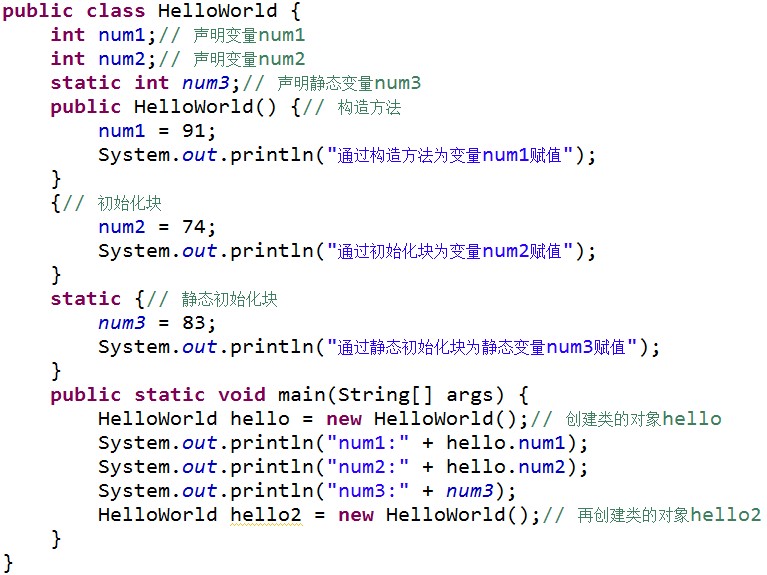 public class HelloWorld {
    int num1;// 声明变量num1
    int num2;// 声明变量num2
    static int num3;// 声明静态变量num3
    public HelloWorld() {// 构造方法
        num1 = 91;
        System.out.println("通过构造方法为变量num1赋值");
    }
    {// 初始化块
        num2 = 74;
        System.out.println("通过初始化块为变量num2赋值");
    }
    static {// 静态初始化块
        num3 = 83;
        System.out.println("通过静态初始化块为静态变量num3赋值");
    }
    public static void main(String[] args) {
        HelloWorld hello = new HelloWorld();// 创建类的对象hello
        System.out.println("num1:" + hello.num1);
        System.out.println("num2:" + hello.num2);
        System.out.println("num3:" + num3);
        HelloWorld hello2 = new HelloWorld();// 再创建类的对象hello2
    }
}